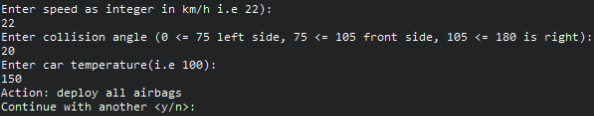 Enter speed as integer in km/h i.e 22):
22
Enter collision angle (0 <= 75 left side, 75 <= 105 front side, 105 <= 180 is right):
20
Enter car temperature(i.e 100):
150
Action: deploy all airbags
Continue with another <y/n>: